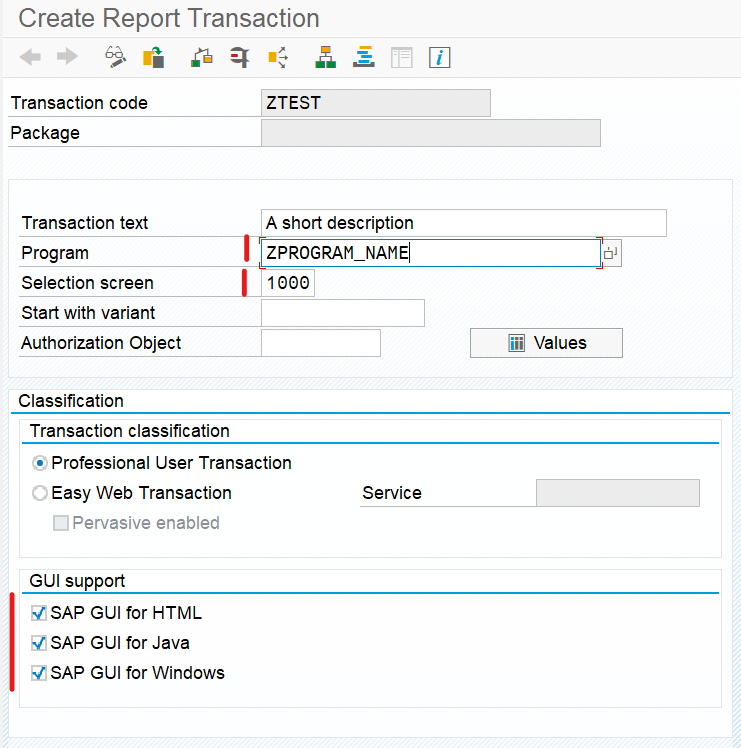 Create Report Transaction
Transaction code ZTEST
Package
Transaction text A short description
Program ZPROGRAM_NAME
Selection screen 1000
Start with variant
Authorization Object Values
Classification
Transaction classification
Professional User Transaction
Easy Web Transaction Service
Pervasive enabled
GUI support
SAP GUI for HTML
SAP GUI for Java
SAP GUI for Windows